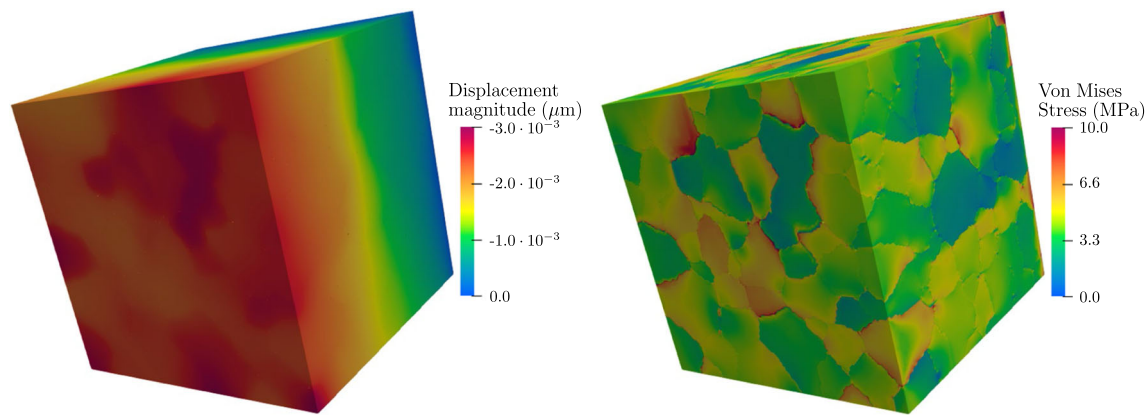 Displacement
magnitude (μm)
-3.0 · 10⁻³
-2.0 · 10⁻³
-1.0 · 10⁻³
0.0
Von Mises
Stress (MPa)
10.0
6.6
3.3
0.0